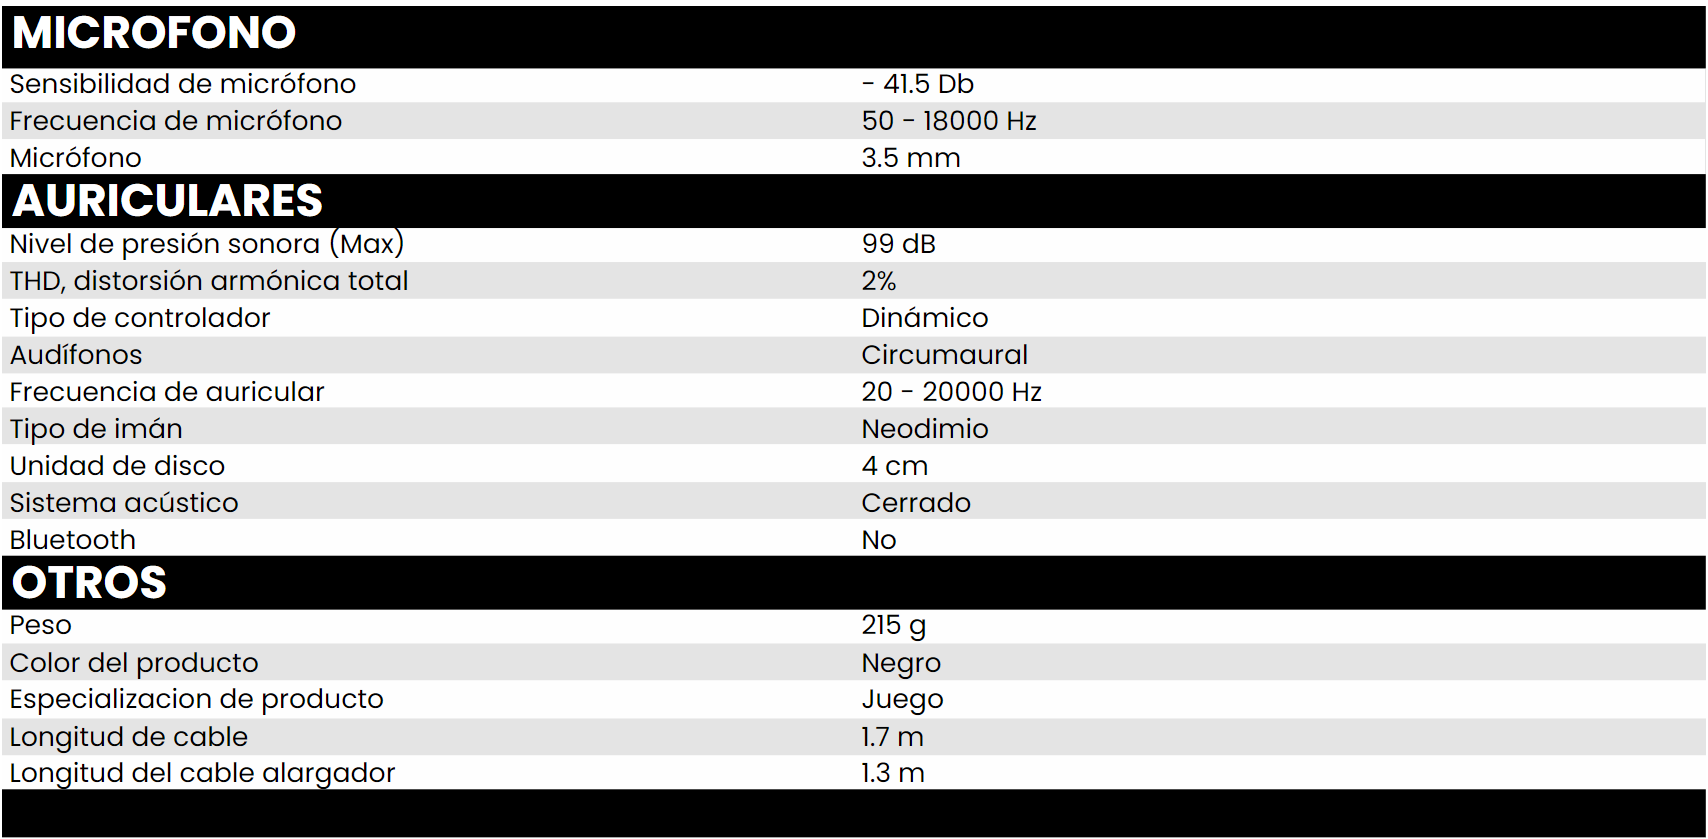 MICROFONO
Sensibilidad de micrófono - 41.5 Db
Frecuencia de micrófono 50 - 18000 Hz
Micrófono 3.5 mm
AURICULARES
Nivel de presión sonora (Max) 99 dB
THD, distorsión armónica total 2%
Tipo de controlador Dinámico
Audífonos Circumaural
Frecuencia de auricular 20 - 20000 Hz
Tipo de imán Neodimio
Unidad de disco 4 cm
Sistema acústico Cerrado
Bluetooth No
OTROS
Peso 215 g
Color del producto Negro
Especializacion de producto Juego
Longitud de cable 1.7 m
Longitud del cable alargador 1.3 m